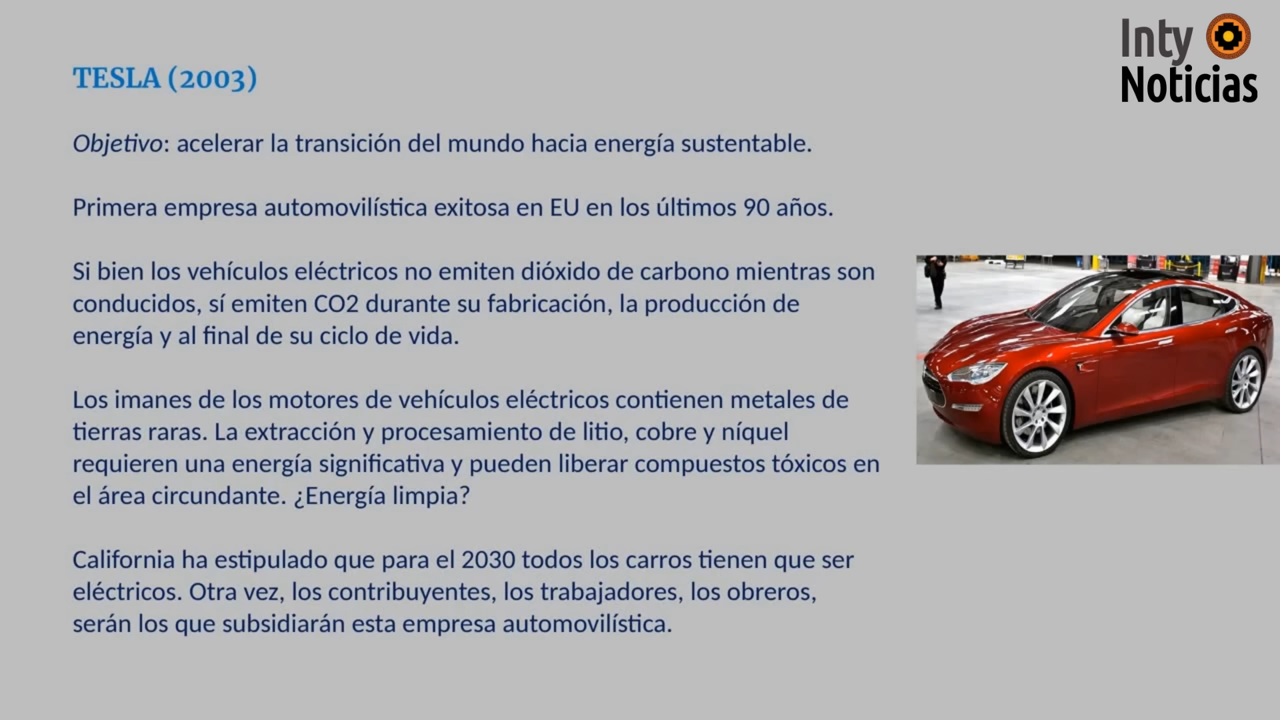 Inty
Noticias
TESLA (2003)
Objetivo: acelerar la transición del mundo hacia energía sustentable.
Primera empresa automovilística exitosa en EU en los últimos 90 años.
Si bien los vehículos eléctricos no emiten dióxido de carbono mientras son
conducidos, sí emiten CO2 durante su fabricación, la producción de
energía y al final de su ciclo de vida.
Los imanes de los motores de vehículos eléctricos contienen metales de
tierras raras. La extracción y procesamiento de litio, cobre y níquel
requieren una energía significativa y pueden liberar compuestos tóxicos en
el área circundante. ¿Energía limpia?
California ha estipulado que para el 2030 todos los carros tienen que ser
eléctricos. Otra vez, los contribuyentes, los trabajadores, los obreros,
serán los que subsidiarán esta empresa automovilística.